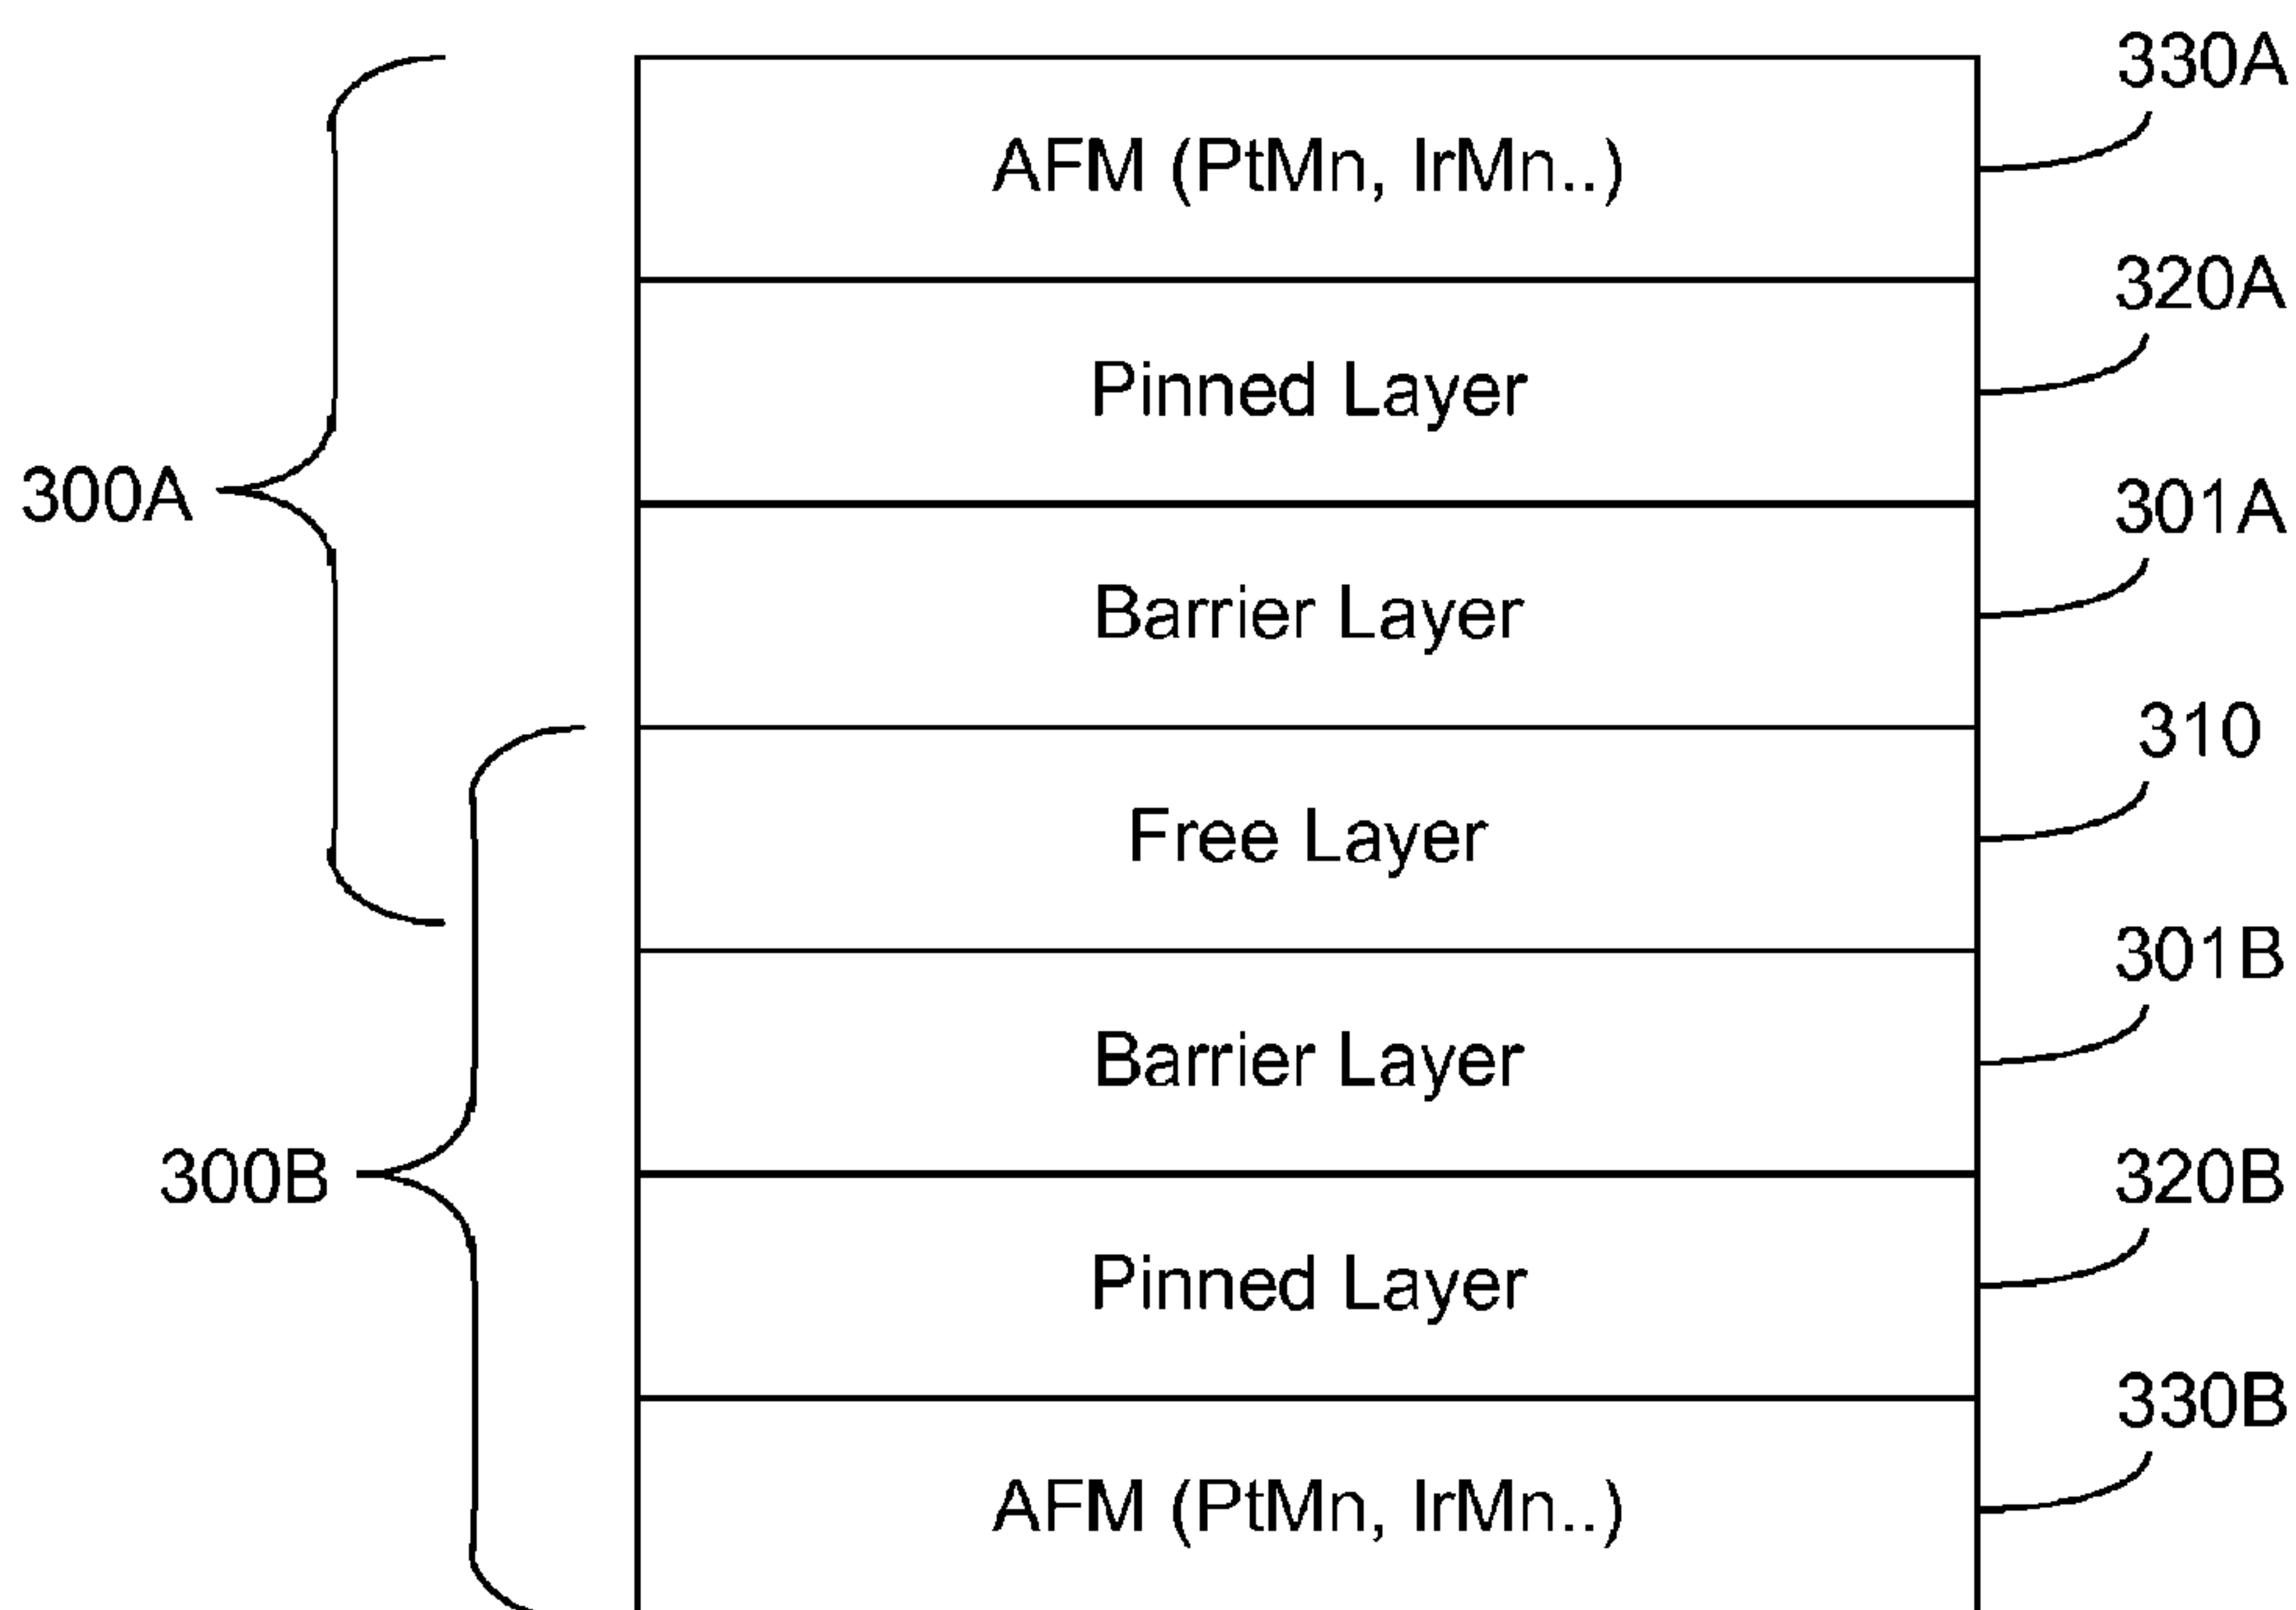 330A
AFM (PtMn, IrMn..)
320A
Pinned Layer
300A
301A
Barrier Layer
310
Free Layer
301B
Barrier Layer
300B
320B
Pinned Layer
330B
AFM (PtMn, IrMn..)